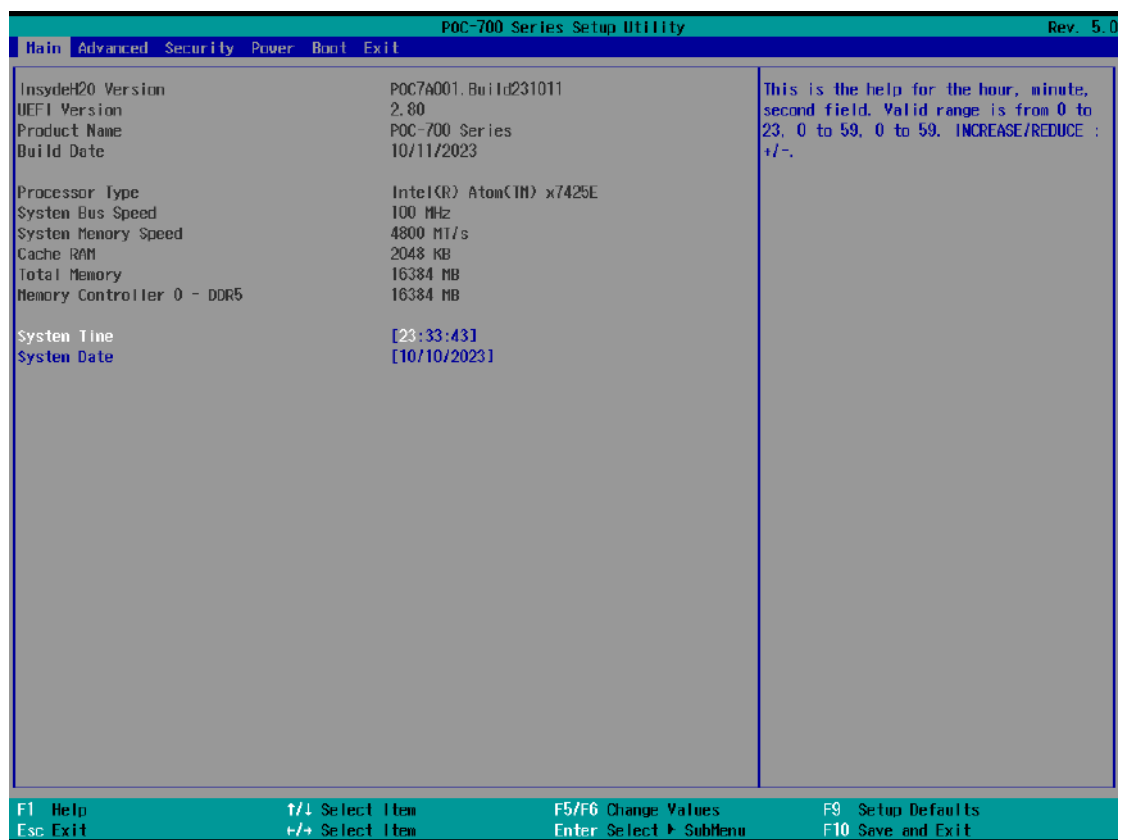 POC-700 Series Setup Utility Rev. 5.0
Main Advanced Security Power Boot Exit
InsydeH2O Version POC7A001.Build231011
UEFI Version 2.80
Product Name POC-700 Series
Build Date 10/11/2023
Processor Type Intel(R) Atom(TM) x7425E
System Bus Speed 100 MHz
System Memory Speed 4800 MT/s
Cache RAM 2048 KB
Total Memory 16384 MB
Memory Controller 0 - DDR5 16384 MB
System Time [23:33:43]
System Date [10/10/2023]
This is the help for the hour, minute,
second field. Valid range is from 0 to
23, 0 to 59, 0 to 59. INCREASE/REDUCE :
+/-.
F1 Help ↑/↓ Select Item F5/F6 Change Values F9 Setup Defaults
Esc Exit ←/→ Select Item Enter Select ▶ SubMenu F10 Save and Exit